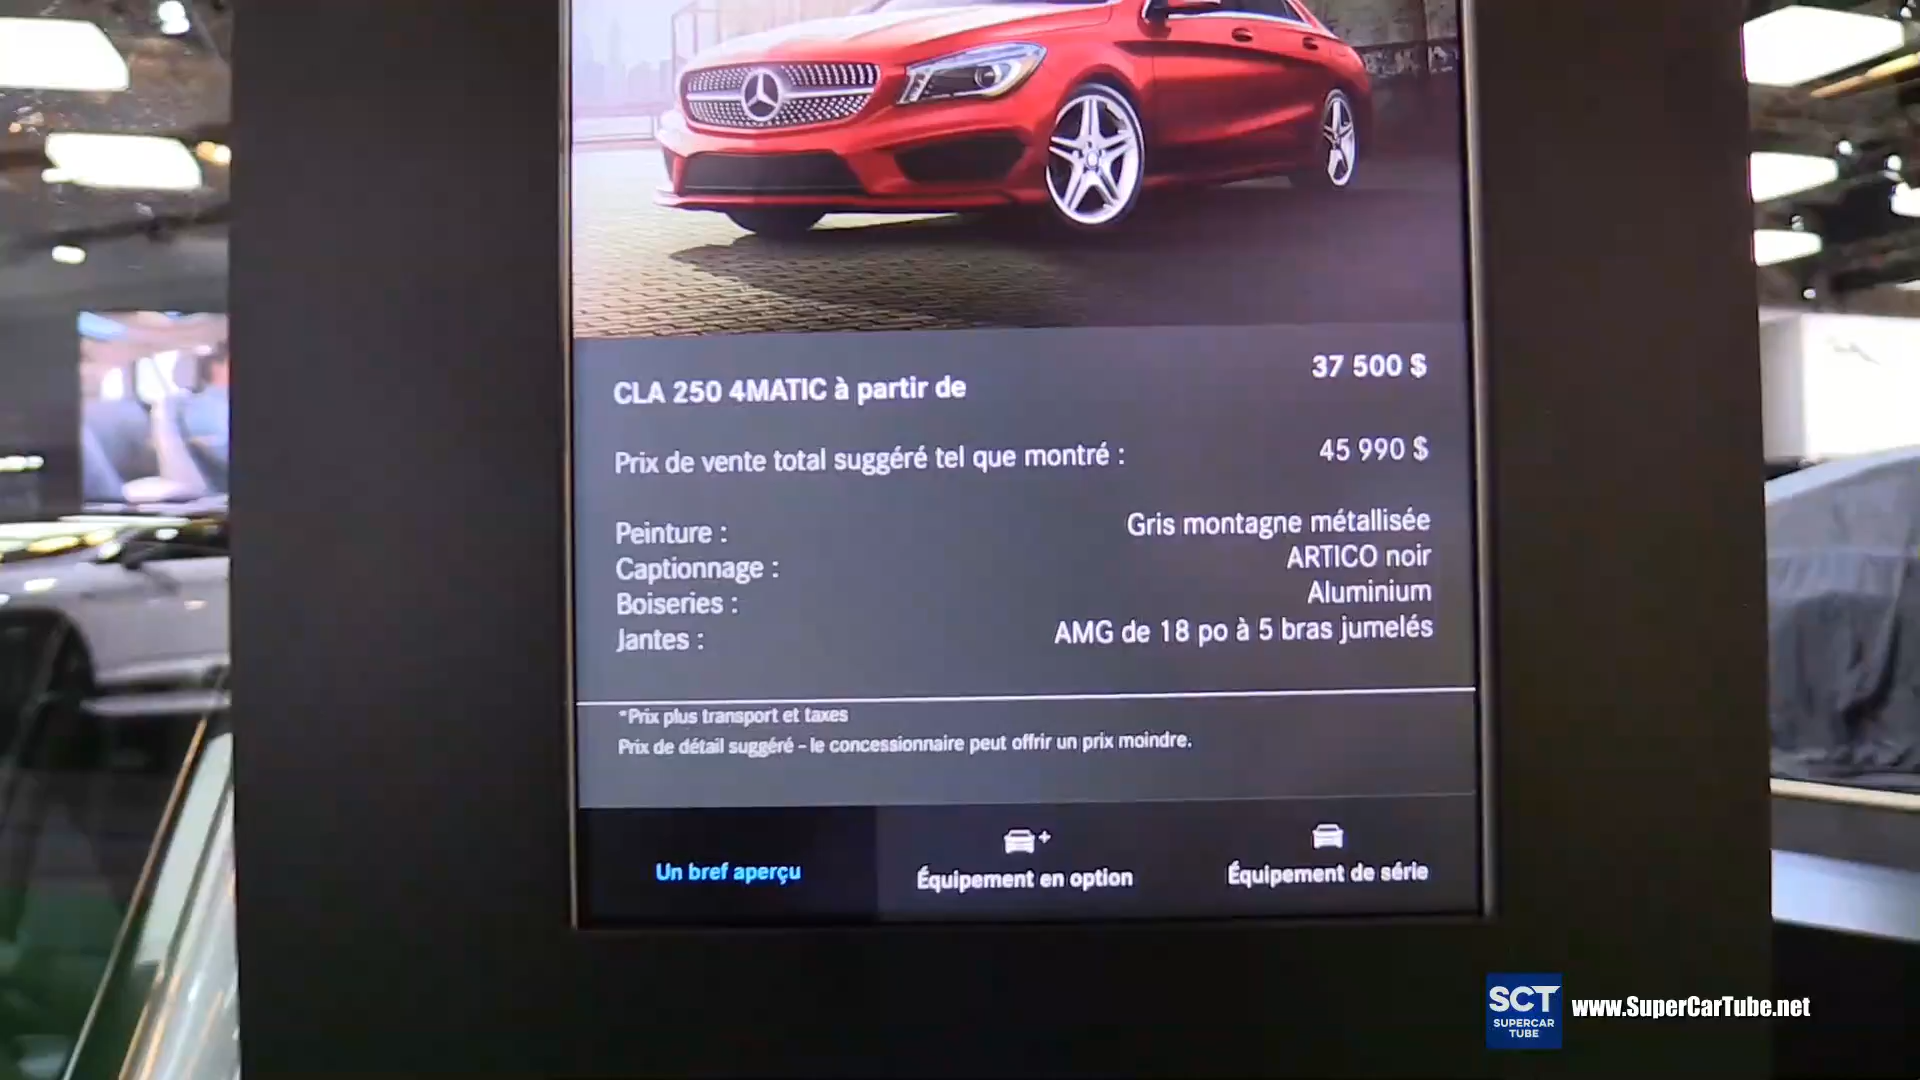 CLA 250 4MATIC à partir de 37 500 $
Prix de vente total suggéré tel que montré : 45 990 $
Peinture : Gris montagne métallisée
Captionnage : ARTICO noir
Boiseries : Aluminium
Jantes : AMG de 18 po à 5 bras jumelés
*Prix plus transport et taxes
Prix de détail suggéré - le concessionnaire peut offrir un prix moindre.
Un bref aperçu
Équipement en option
Équipement de série
SCT
SUPERCAR
TUBE
www.SuperCarTube.net